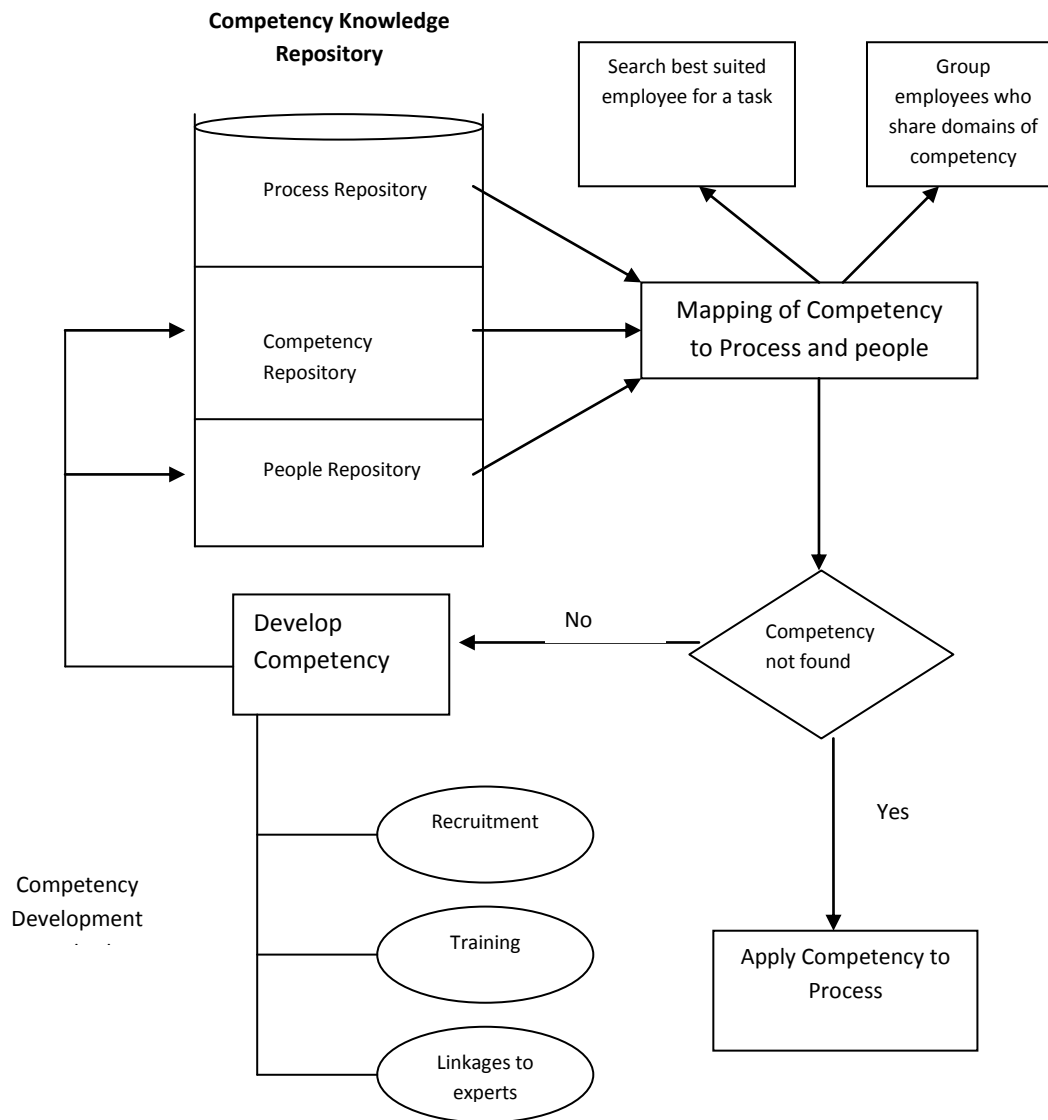 Competency Knowledge
Repository
Search best suited
employee for a task
Group
employees who
share domains of
competency
Process Repository
Mapping of Competency
to Process and people
Competency
Repository
People Repository
Develop
Competency
No
Competency
not found
Yes
Recruitment
Competency
Development
Training
Apply Competency to
Process
Linkages to
experts